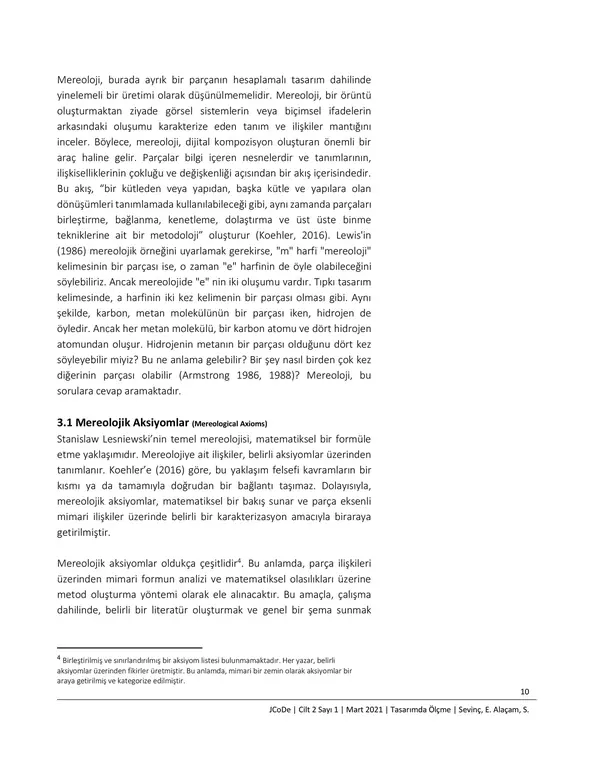 Mereoloji, burada ayrık bir parçanın hesaplamalı tasarım dahilinde
yinelemeli bir üretimi olarak düşünülmemelidir. Mereoloji, bir örüntü
oluşturmaktan ziyade görsel sistemlerin veya biçimsel ifadelerin
arkasındaki oluşumu karakterize eden tanım ve ilişkiler mantığını
inceler. Böylece, mereoloji, dijital kompozisyon oluşturan önemli bir
araç haline gelir. Parçalar bilgi içeren nesnelerdir ve tanımlarının,
ilişkiselliklerinin çokluğu ve değişkenliği açısından bir akış içerisindedir.
Bu akış, “bir kütleden veya yapıdan, başka kütle ve yapılara olan
dönüşümleri tanımlamada kullanılabileceği gibi, aynı zamanda parçaları
birleştirme, bağlanma, kenetleme, dolaştırma ve üst üste binme
tekniklerine ait bir metodoloji” oluşturur (Koehler, 2016). Lewis'in
(1986) mereolojik örneğini uyarlamak gerekirse, "m" harfi "mereoloji"
kelimesinin bir parçası ise, o zaman "e" harfinin de öyle olabileceğini
söylebiliriz. Ancak mereolojide "e" nin iki oluşumu vardır. Tıpkı tasarım
kelimesinde, a harfinin iki kez kelimenin bir parçası olması gibi. Aynı
şekilde, karbon, metan molekülünün bir parçası iken, hidrojen de
öyledir. Ancak her metan molekülü, bir karbon atomu ve dört hidrojen
atomundan oluşur. Hidrojenin metanın bir parçası olduğunu dört kez
söyleyebilir miyiz? Bu ne anlama gelebilir? Bir şey nasıl birden çok kez
diğerinin parçası olabilir (Armstrong 1986, 1988)? Mereoloji, bu
sorulara cevap aramaktadır.
3.1 Mereolojik Aksiyomlar (Mereological Axioms)
Stanislaw Lesniewski’nin temel mereolojisi, matematiksel bir formüle
etme yaklaşımıdır. Mereolojiye ait ilişkiler, belirli aksiyomlar üzerinden
tanımlanır. Koehler’e (2016) göre, bu yaklaşım felsefi kavramların bir
kısmı ya da tamamıyla doğrudan bir bağlantı taşımaz. Dolayısıyla,
mereolojik aksiyomlar, matematiksel bir bakış sunar ve parça eksenli
mimari ilişkiler üzerinde belirli bir karakterizasyon amacıyla biraraya
getirilmiştir.
Mereolojik aksiyomlar oldukça çeşitlidir4. Bu anlamda, parça ilişkileri
üzerinden mimari formun analizi ve matematiksel olasılıkları üzerine
metod oluşturma yöntemi olarak ele alınacaktır. Bu amaçla, çalışma
dahilinde, belirli bir literatür oluşturmak ve genel bir şema sunmak
4 Birleştirilmiş ve sınırlandırılmış bir aksiyom listesi bulunmamaktadır. Her yazar, belirli
aksiyomlar üzerinden fikirler üretmiştir. Bu anlamda, mimari bir zemin olarak aksiyomlar bir
araya getirilmiş ve kategorize edilmiştir.
10
JCoDe | Cilt 2 Sayı 1 | Mart 2021 | Tasarımda Ölçme | Sevinç, E. Alaçam, S.